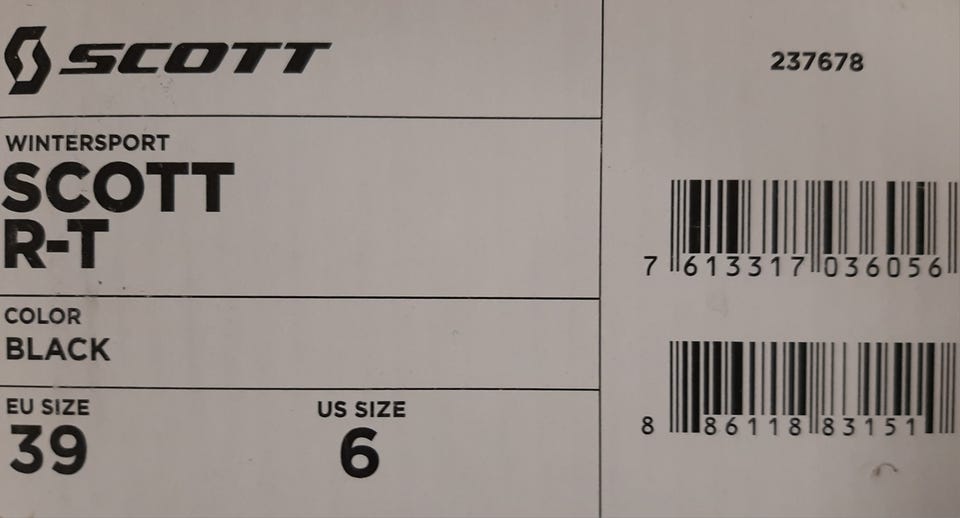 SCOTT
WINTERSPORT
SCOTT
R-T
COLOR
BLACK
EU SIZE
39
US SIZE
6
237678
7 613317 036056
8 86118 83151